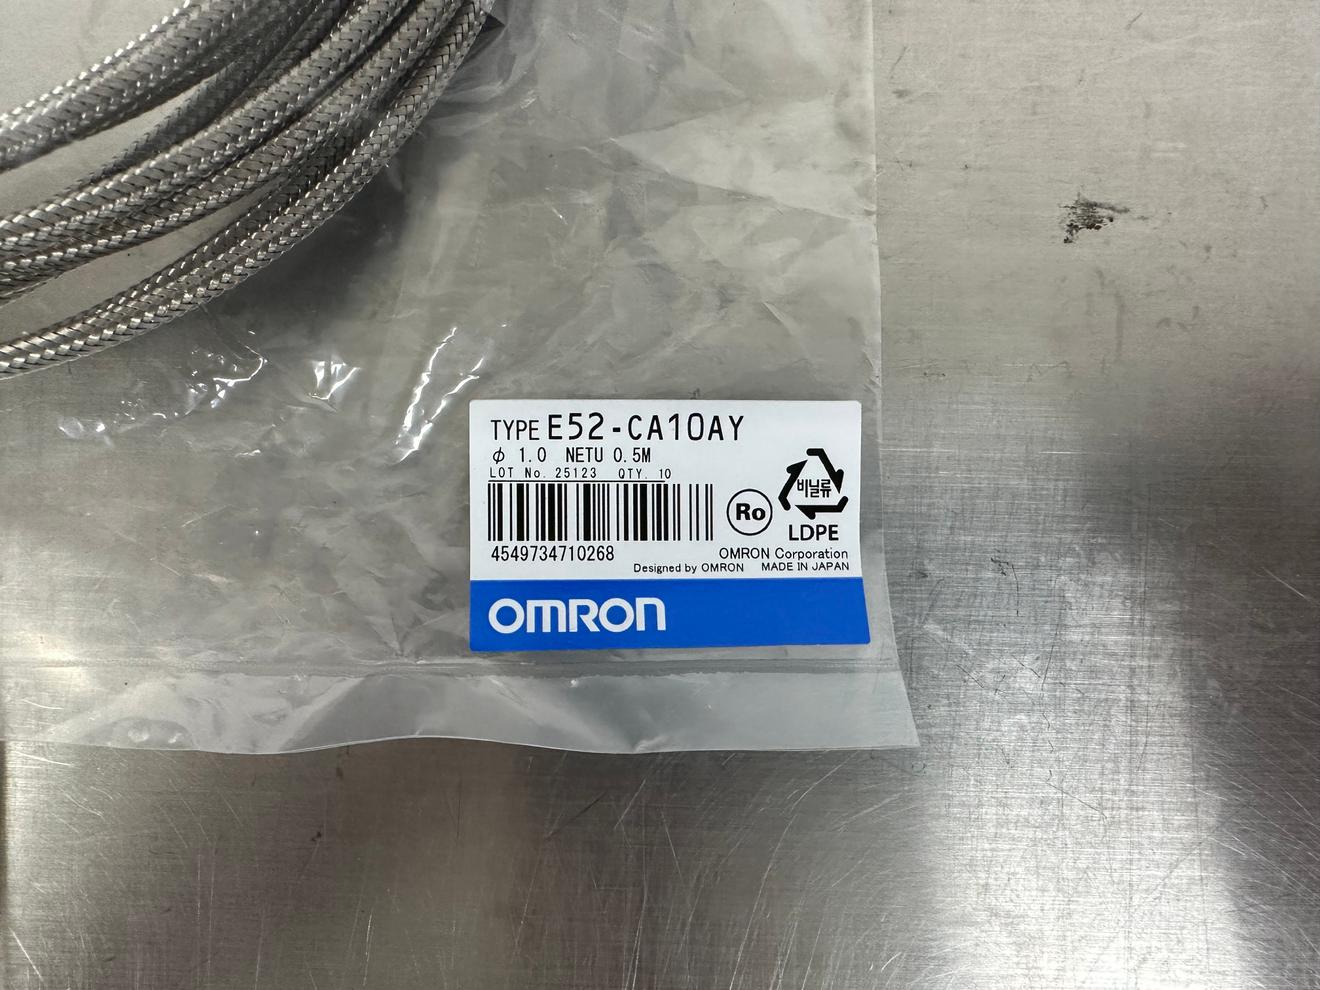 TYPE E52-CA10AY
φ 1.0 NETU 0.5M
LOT No. 25123 QTY. 10
4549734710268
Ro
비닐류
LDPE
OMRON Corporation
Designed by OMRON MADE IN JAPAN
OMRON